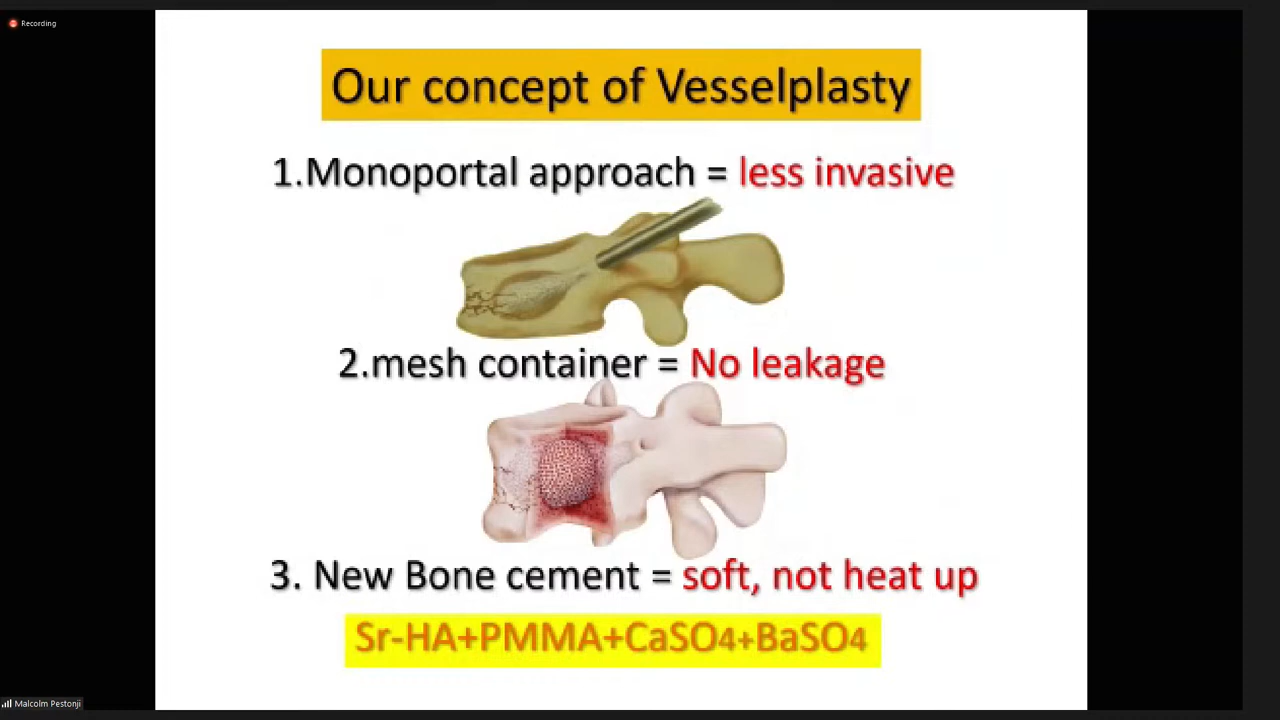 Recording
Our concept of Vesselplasty
1.Monoportal approach = less invasive
2.mesh container = No leakage
3. New Bone cement = soft, not heat up
Sr-HA+PMMA+CaSO4+BaSO4
Malcolm Pestonji